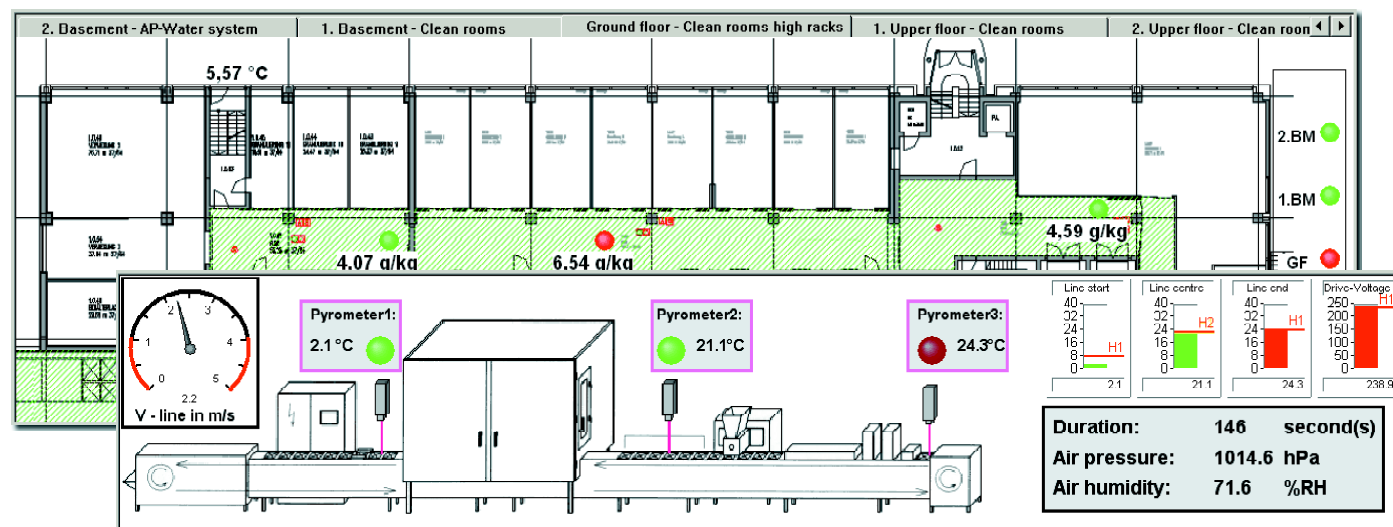 2. Basement - AP-Water system
1. Basement - Clean rooms
Ground floor - Clean rooms high racks
1. Upper floor - Clean rooms
2. Upper floor - Clean roon
5,57 °C
2.BM
1.BM
GF
4.07 g/kg
6.54 g/kg
4,59 g/kg
0
1
2
3
4
5
2.2
V - line in m/s
Pyrometer1:
2.1 °C
Pyrometer2:
21.1°C
Pyrometer3:
24.3°C
Line start
40
32
24
16
8
0
H1
2.1
Line centre
40
32
24
16
8
0
H2
21.1
Line end
40
32
24
16
8
0
H1
24.3
Drive-Voltage
250
200
150
100
50
0
H1
238.9
Duration: 146 second(s)
Air pressure: 1014.6 hPa
Air humidity: 71.6 %RH